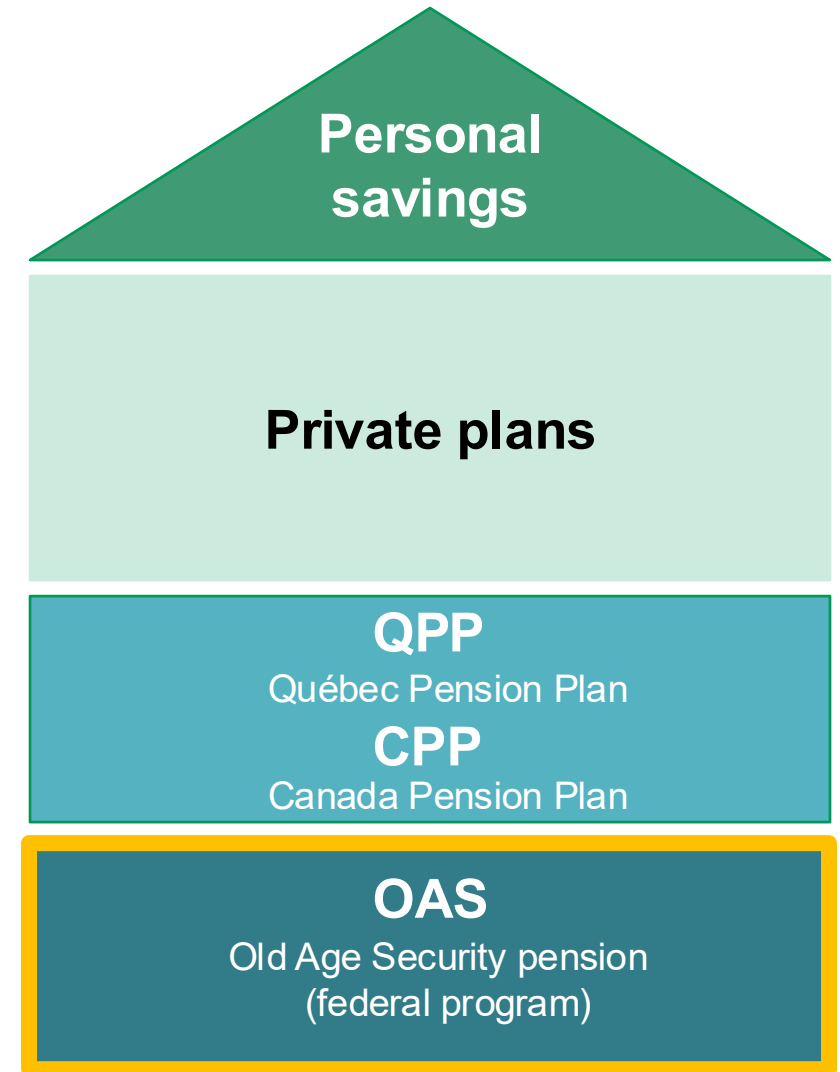 Personal
savings
Private plans
QPP
Québec Pension Plan
CPP
Canada Pension Plan
OAS
Old Age Security pension
(federal program)